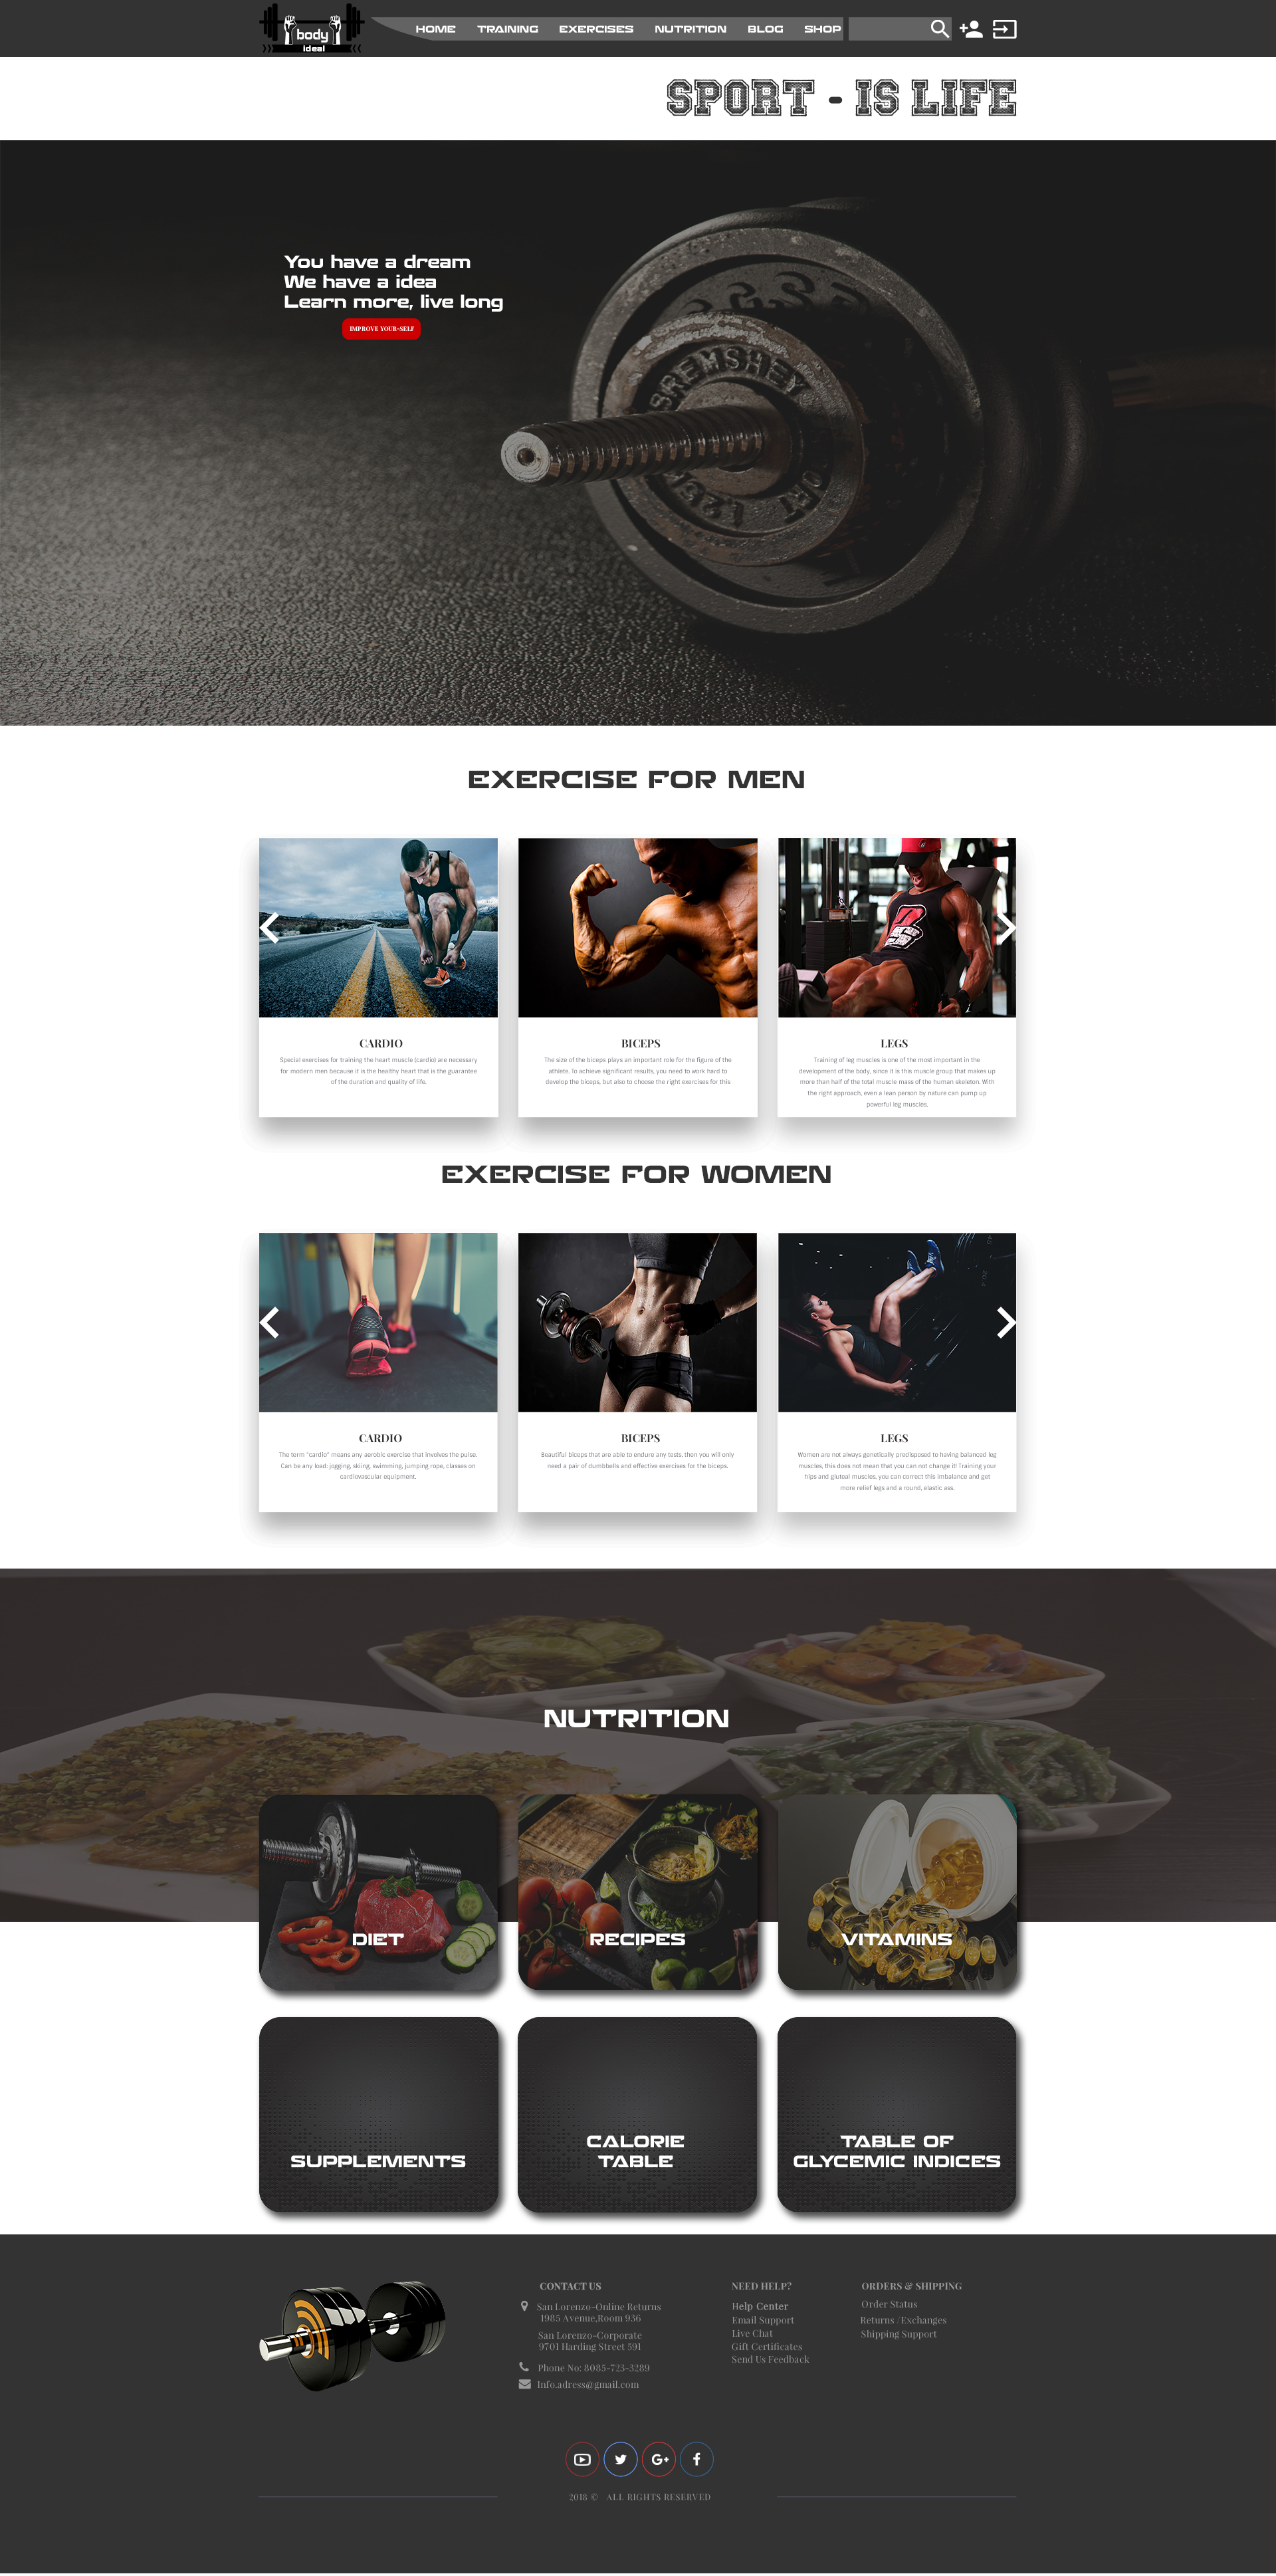 body
ideal
HOME TRAINING EXERCISES NUTRITION BLOG SHOP
SPORT - IS LIFE
You have a dream
We have a idea
Learn more, live long
IMPROVE YOUR-SELF
BREMSHEY
EXERCISE FOR MEN
CARDIO
Special exercises for training the heart muscle (cardio) are necessary
for modern men because it is the healthy heart that is the guarantee
of the duration and quality of life.
BICEPS
The size of the biceps plays an important role for the figure of the
athlete. To achieve significant results, you need to work hard to
develop the biceps, but also to choose the right exercises for this
LEGS
Training of leg muscles is one of the most important in the
development of the body, since it is this muscle group that makes up
more than half of the total muscle mass of the human skeleton. With
the right approach, even a lean person by nature can pump up
powerful leg muscles.
EXERCISE FOR WOMEN
CARDIO
The term "cardio" means any aerobic exercise that involves the pulse.
Can be any load: jogging, skiing, swimming, jumping rope, classes on
cardiovascular equipment.
BICEPS
Beautiful biceps that are able to endure any tests, then you will only
need a pair of dumbbells and effective exercises for the biceps.
LEGS
Women are not always genetically predisposed to having balanced leg
muscles, this does not mean that you can not change it! Training your
hips and gluteal muscles, you can correct this imbalance and get
more relief legs and a round, elastic ass.
NUTRITION
DIET
RECIPES
VITAMINS
SUPPLEMENTS
CALORIE
TABLE
TABLE OF
GLYCEMIC INDICES
CONTACT US
San Lorenzo-Online Returns
1985 Avenue,Room 936
San Lorenzo-Corporate
9701 Harding Street 591
Phone No: 8085-723-3289
Info.adress@gmail.com
NEED HELP?
Help Center
Email Support
Live Chat
Gift Certificates
Send Us Feedback
ORDERS & SHIPPING
Order Status
Returns /Exchanges
Shipping Support
G+
f
2018 © ALL RIGHTS RESERVED